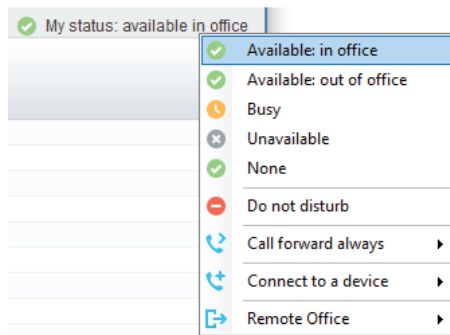 My status: available in office
Available: in office
Available: out of office
Busy
Unavailable
None
Do not disturb
Call forward always
Connect to a device
Remote Office